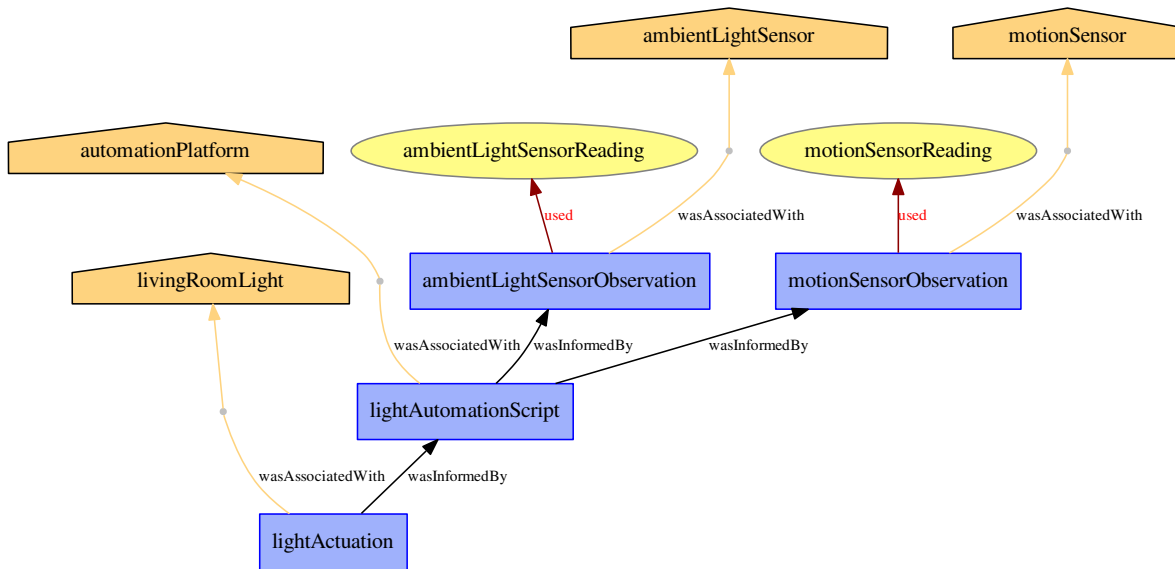 ambientLightSensor
motionSensor
automationPlatform
ambientLightSensorReading
motionSensorReading
used
wasAssociatedWith
used
wasAssociatedWith
livingRoomLight
ambientLightSensorObservation
motionSensorObservation
wasAssociatedWith
wasInformedBy
wasInformedBy
lightAutomationScript
wasAssociatedWith
wasInformedBy
lightActuation